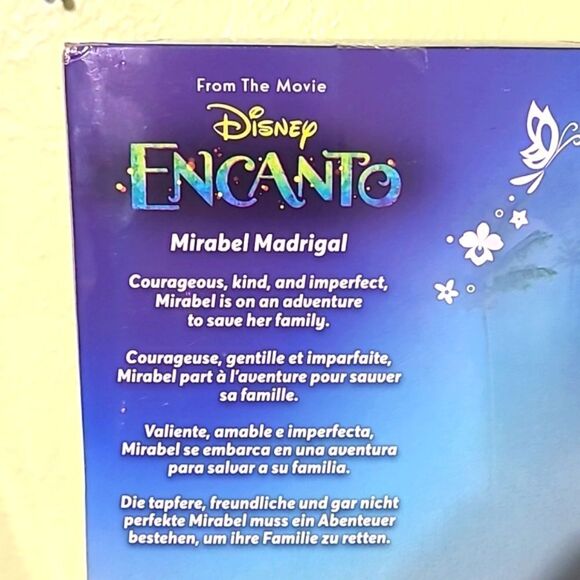 From The Movie
Disney
ENCANTO
Mirabel Madrigal
Courageous, kind, and imperfect,
Mirabel is on an adventure
to save her family.
Courageuse, gentille et imparfaite,
Mirabel part à l'aventure pour sauver
sa famille.
Valiente, amable e imperfecta,
Mirabel se embarca en una aventura
para salvar a su familia.
Die tapfere, freundliche und gar nicht
perfekte Mirabel muss ein Abenteuer
bestehen, um ihre Familie zu retten.